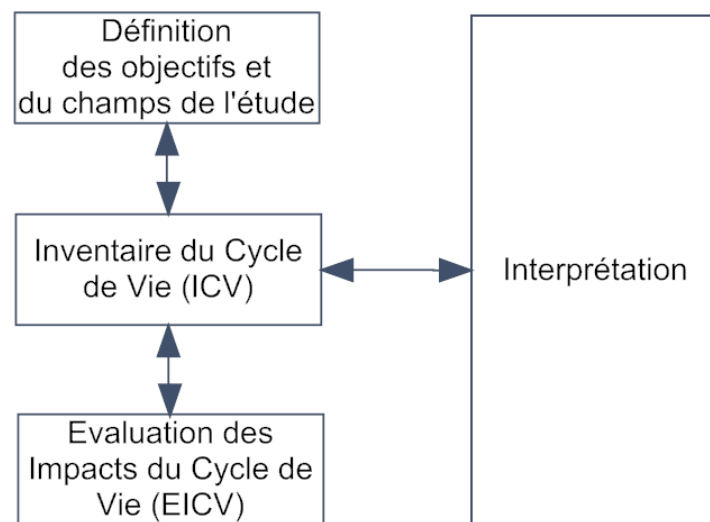 Définition
des objectifs et
du champs de l'étude
Inventaire du Cycle
de Vie (ICV)
Interprétation
Evaluation des
Impacts du Cycle de
Vie (EICV)